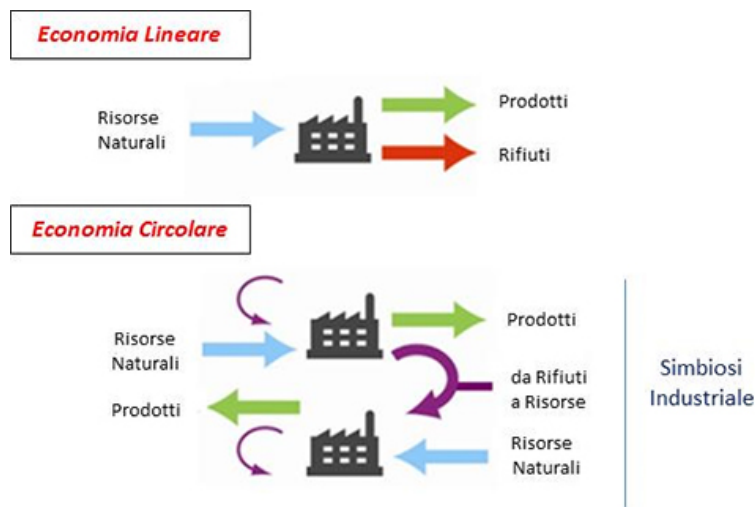 Economia Lineare
Risorse
Naturali
Prodotti
Rifiuti
Economia Circolare
Risorse
Naturali
Prodotti
Prodotti
da Rifiuti
a Risorse
Risorse
Naturali
Simbiosi
Industriale